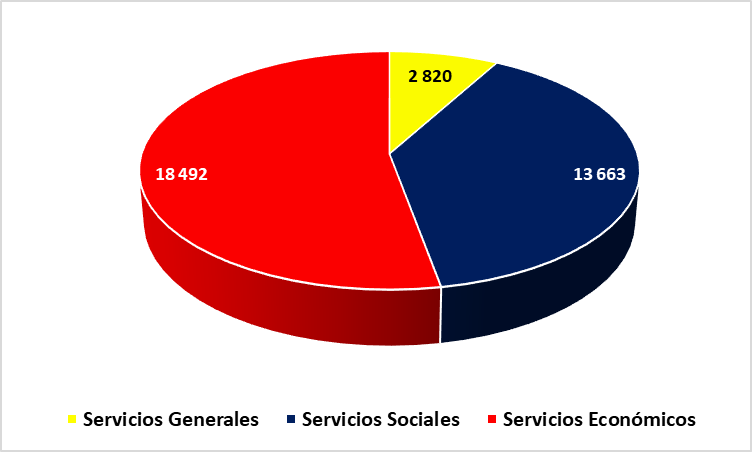 2 820
18 492
13 663
Servicios Generales
Servicios Sociales
Servicios Económicos